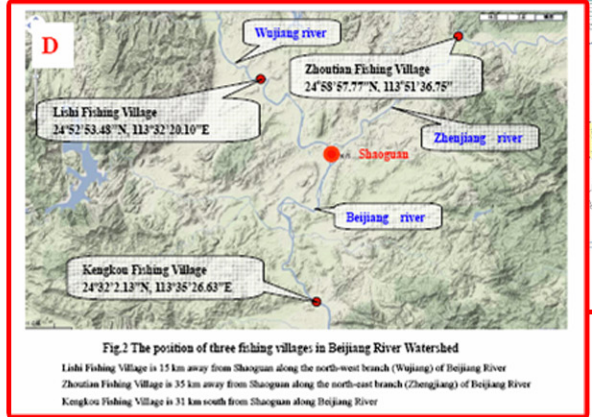 D
Wujiang river
Zhoutian Fishing Village
24°58'57.77"N, 113°51'36.75"
Lishi Fishing Village
24°52'53.48"N, 113°32'20.10"E
Zhenjiang river
Shaoguan
Beijiang river
Kengkou Fishing Village
24°32'2.13"N, 113°35'26.63"E
Fig.2 The position of three fishing villages in Beijiang River Watershed
Lishi Fishing Village is 15 km away from Shaoguan along the north-west branch (Wujiang) of Beijiang River
Zhoutian Fishing Village is 35 km away from Shaoguan along the north-east branch (Zhengjiang) of Beijiang River
Kengkou Fishing Village is 31 km south from Shaoguan along Beijiang River